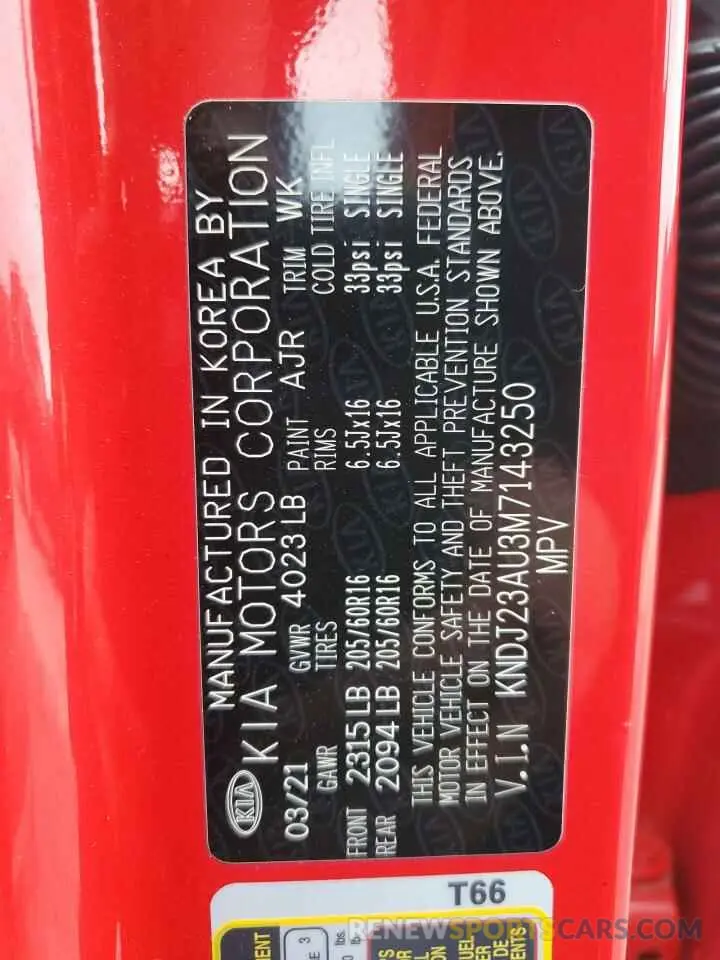 MANUFACTURED IN KOREA BY
KIA KIA MOTORS CORPORATION
03/21 GVWR 4023 LB PAINT AJR TRIM WK
GAWR TIRES RIMS COLD TIRE INFL
FRONT 2315 LB 205/60R16 6.5Jx16 33psi SINGLE
REAR 2094 LB 205/60R16 6.5Jx16 33psi SINGLE
THIS VEHICLE CONFORMS TO ALL APPLICABLE U.S.A. FEDERAL
MOTOR VEHICLE SAFETY AND THEFT PREVENTION STANDARDS
IN EFFECT ON THE DATE OF MANUFACTURE SHOWN ABOVE.
V.I.N KNDJ23AU3M7143250
MPV
T66
3
lbs.
RENEWSPORTSCARS.COM